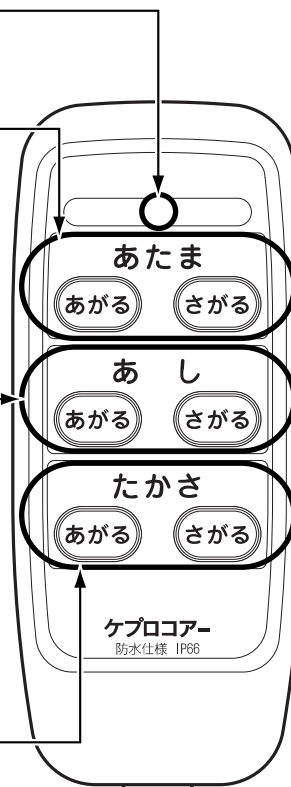 あたま
あがる さがる
あ し
あがる さがる
たかさ
あがる さがる
ケプロコアー
防水仕様 IP66